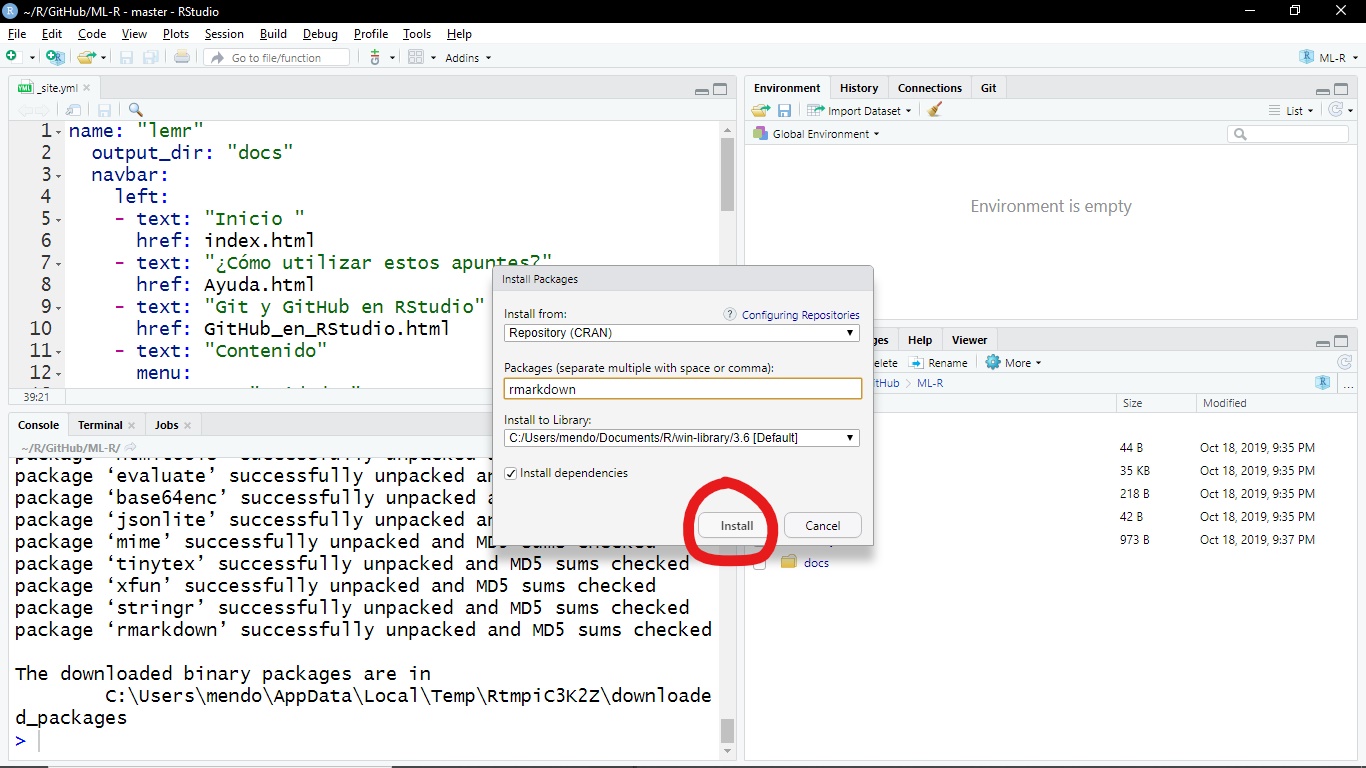 ~/R/GitHub/ML-R - master - RStudio
File Edit Code View Plots Session Build Debug Profile Tools Help
Go to file/function Addins ML-R
_site.yml
1 name: "lemr"
2 output_dir: "docs"
3 navbar:
4 left:
5 - text: "Inicio "
6 href: index.html
7 - text: "¿Cómo utilizar estos apuntes?"
8 href: Ayuda.html
9 - text: "Git y GitHub en RStudio"
10 href: GitHub_en_RStudio.html
11 - text: "Contenido"
12 menu:
39:21
Console Terminal Jobs
~/R/GitHub/ML-R/
package ‘evaluate’ successfully unpacked
package ‘base64enc’ successfully unpacked
package ‘jsonlite’ successfully unpacked
package ‘mime’ successfully unpacked and
package ‘tinytex’ successfully unpacked and MD5 sums checked
package ‘xfun’ successfully unpacked and MD5 sums checked
package ‘stringr’ successfully unpacked and MD5 sums checked
package ‘rmarkdown’ successfully unpacked and MD5 sums checked
The downloaded binary packages are in
C:\Users\mendo\AppData\Local\Temp\RtmpiC3K2Z\downloade
d_packages
>
Install Packages
Install from: ? Configuring Repositories
Repository (CRAN)
Packages (separate multiple with space or comma):
rmarkdown
Install to Library:
C:/Users/mendo/Documents/R/win-library/3.6 [Default]
Install dependencies
Install Cancel
Environment History Connections Git
Import Dataset List
Global Environment
Environment is empty
Help Viewer
Rename More
ML-R ...
Size Modified
44 B Oct 18, 2019, 9:35 PM
35 KB Oct 18, 2019, 9:35 PM
218 B Oct 18, 2019, 9:35 PM
42 B Oct 18, 2019, 9:35 PM
973 B Oct 18, 2019, 9:37 PM
docs